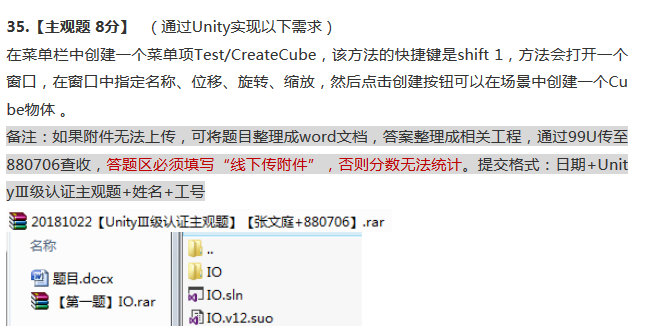 35.【主观题 8分】 （通过Unity实现以下需求）
在菜单栏中创建一个菜单项Test/CreateCube，该方法的快捷键是shift 1，方法会打开一个
窗口，在窗口中指定名称、位移、旋转、缩放，然后点击创建按钮可以在场景中创建一个Cu
be物体 。
备注：如果附件无法上传，可将题目整理成word文档，答案整理成相关工程，通过99U传至
880706查收，答题区必须填写“线下传附件”，否则分数无法统计。提交格式：日期+Unit
yⅢ级认证主观题+姓名+工号
20181022【UnityⅢ级认证主观题】【张文庭+880706】.rar
名称
题目.docx
【第一题】IO.rar
..
IO
IO.sln
IO.v12.suo